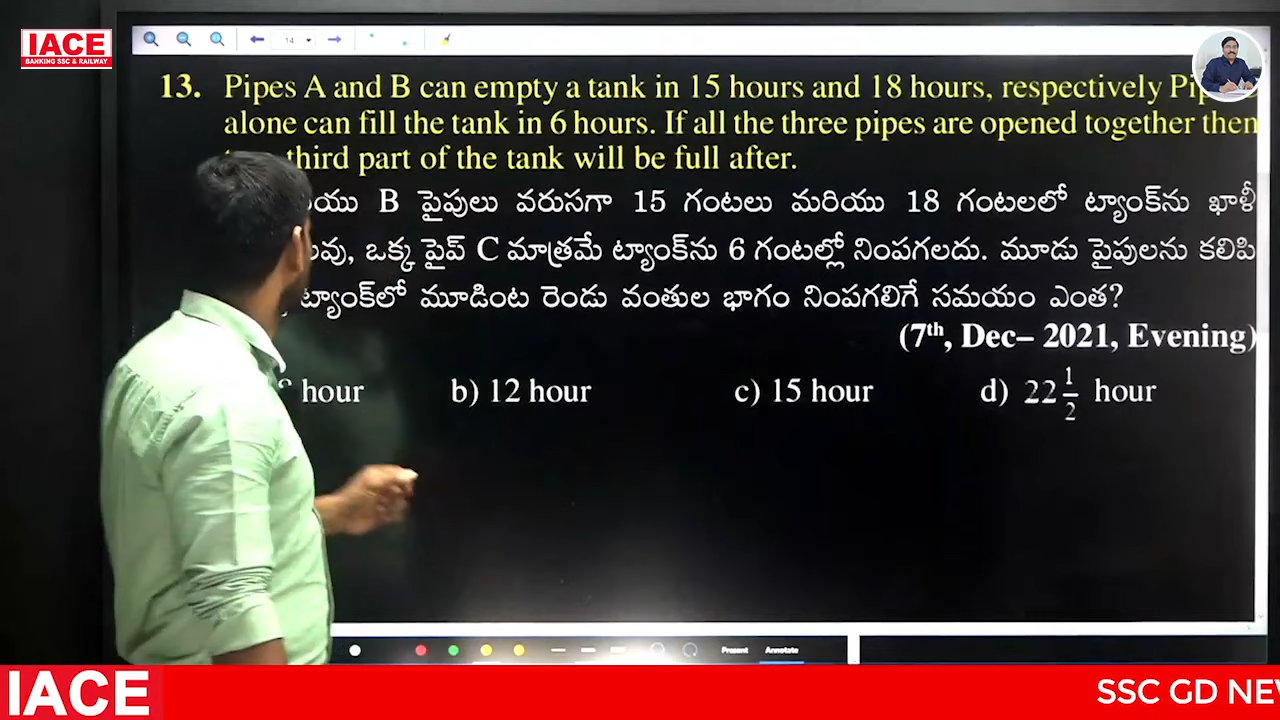 IACE
BANKING SSC & RAILWAY
14
13. Pipes A and B can empty a tank in 15 hours and 18 hours, respectively
alone can fill the tank in 6 hours. If all the three pipes are opened together then
third part of the tank will be full after.
B పైపులు వరుసగా 15 గంటలు మరియు 18 గంటలలో ట్యాంక్‌ను ఖాళీ
ఒక్క పైప్ C మాత్రమే ట్యాంక్‌ను 6 గంటల్లో నింపగలదు. మూడు పైపులను కలిపి
ట్యాంక్‌లో మూడింట రెండు వంతుల భాగం నింపగలిగే సమయం ఎంత?
(7th, Dec– 2021, Evening)
hour b) 12 hour c) 15 hour d) 22 1/2 hour
Present Annotate
IACE SSC GD